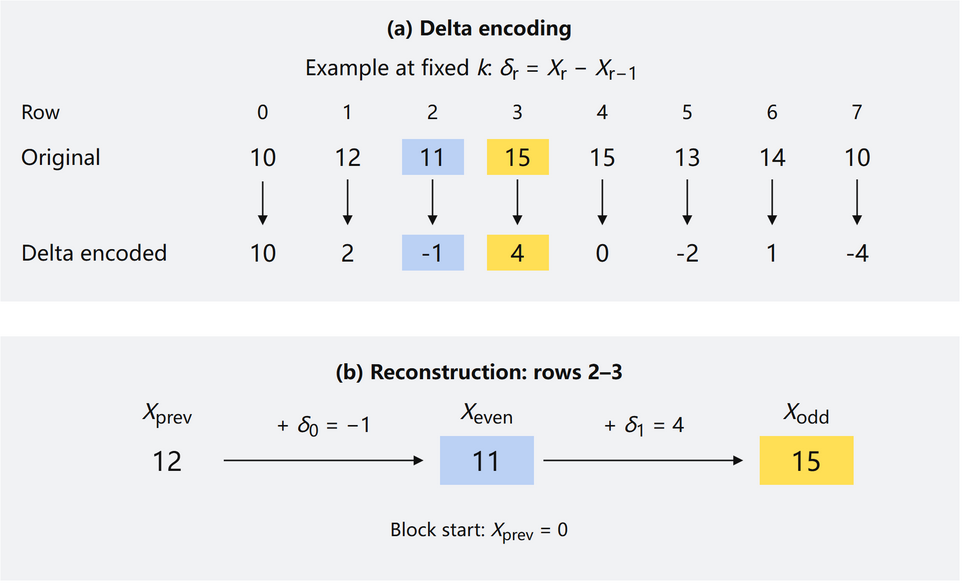 (a) Delta encoding
Example at fixed k: δr = Xr − Xr−1
Row 0 1 2 3 4 5 6 7
Original 10 12 11 15 15 13 14 10
Delta encoded 10 2 -1 4 0 -2 1 -4
(b) Reconstruction: rows 2–3
Xprev + δ0 = −1 Xeven + δ1 = 4 Xodd
12 11 15
Block start: Xprev = 0